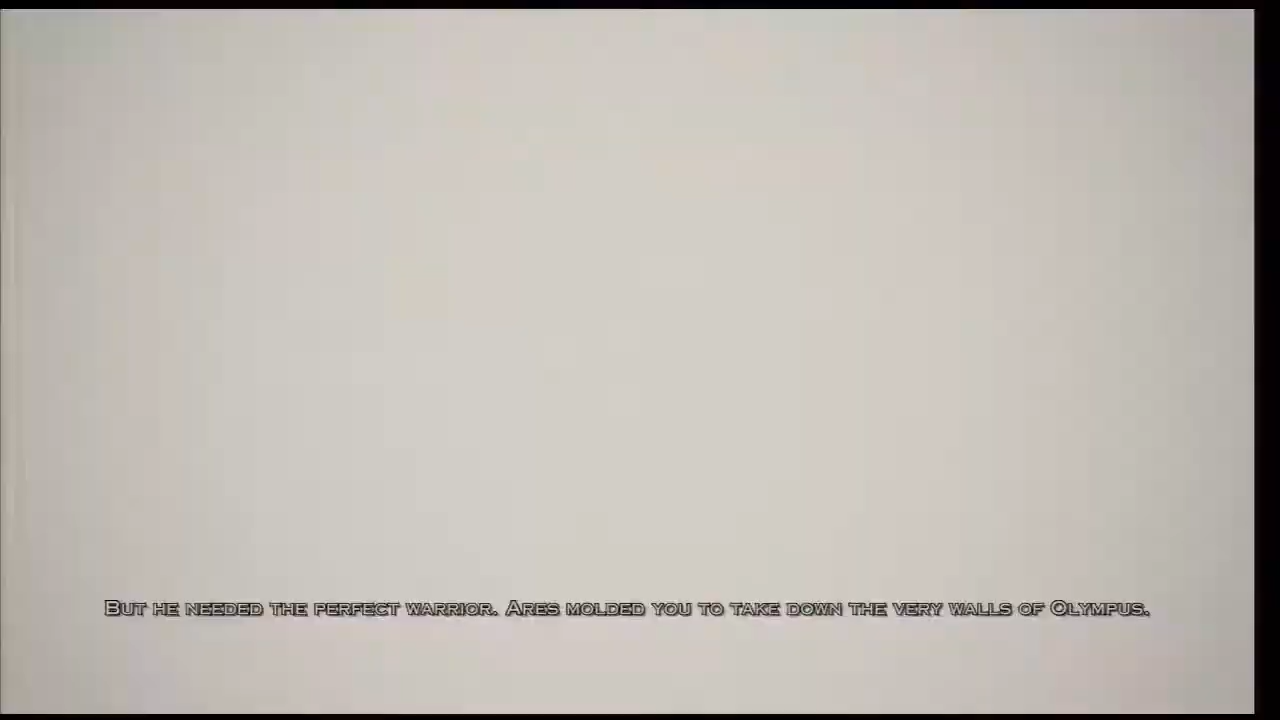 But he needed the perfect warrior. Ares molded you to take down the very walls of Olympus.